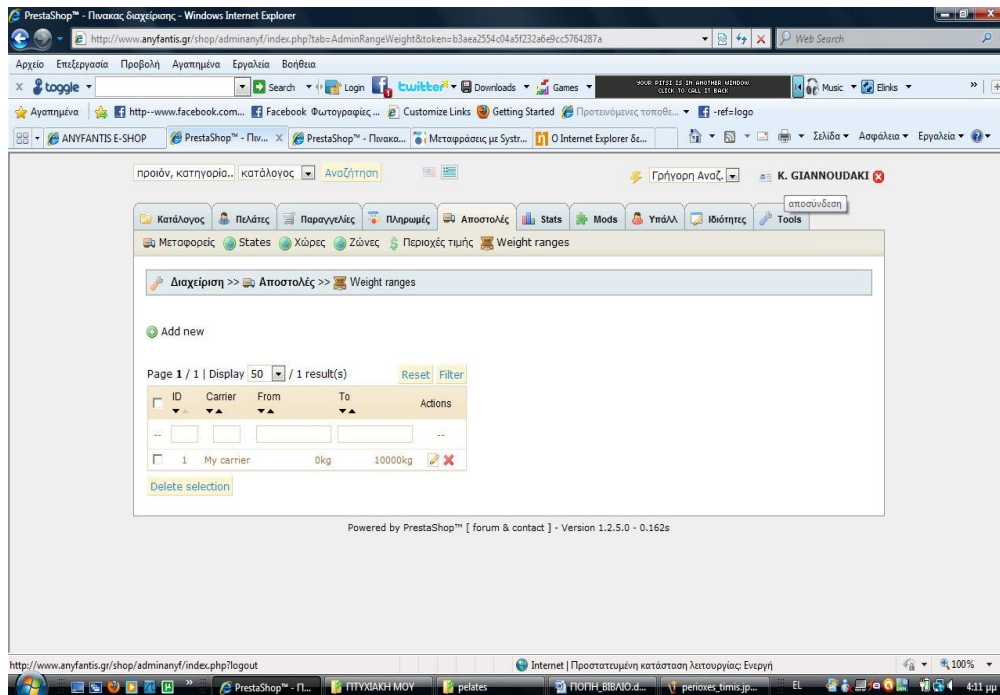 PrestaShop™ - Πινακας διαχείρισης - Windows Internet Explorer
http://www.anyfantis.gr/shop/adminanyf/index.php?tab=AdminRangeWeight&token=b3aea2554c04a5f232a6e9cc5764287a
Web Search
Αρχείο Επεξεργασία Προβολή Αγαπημένα Εργαλεία Βοήθεια
x toggle Search Login twitter Downloads Games YOUR PITSI IS IN ANOTHER WINDOW Music Elinks »
CLICK TO CALL IT BACK
Αγαπημένα http--www.facebook.com... Facebook Φωτογραφίες ... Customize Links Getting Started Προτεινόμενες τοποθε... -ref=logo
ANYFANTIS E-SHOP PrestaShop™ - Πιν... X PrestaShop™ - Πινακα... Μεταφράσεις με Systr... Ο Internet Explorer δε... Σελίδα Ασφάλεια Εργαλεία
προιόν, κατηγορία.. κατάλογος Αναζήτηση Γρήγορη Αναζ. K. GIANNOUDAKI
αποσύνδεση
Κατάλογος Πελάτες Παραγγελίες Πληρωμές Αποστολές Stats Mods Υπάλλ Ιδιότητες Tools
Μεταφορείς States Χώρες Ζώνες Περιοχές τιμής Weight ranges
Διαχείριση >> Αποστολές >> Weight ranges
Add new
Page 1 / 1 | Display 50 / 1 result(s) Reset Filter
ID Carrier From To Actions
-- --
1 My carrier 0kg 10000kg
Delete selection
Powered by PrestaShop™ [ forum & contact ] - Version 1.2.5.0 - 0.162s
http://www.anyfantis.gr/shop/adminanyf/index.php?logout Internet | Προστατευμένη κατάσταση λειτουργίας: Ενεργή 100%
» PrestaShop™ - Π... ΠΤΥΧΙΑΚΗ ΜΟΥ pelates ΠΟΠΗ_ΒΙΒΛΙΟ.d... perioxes_timis.jp... EL 4:11 μμ